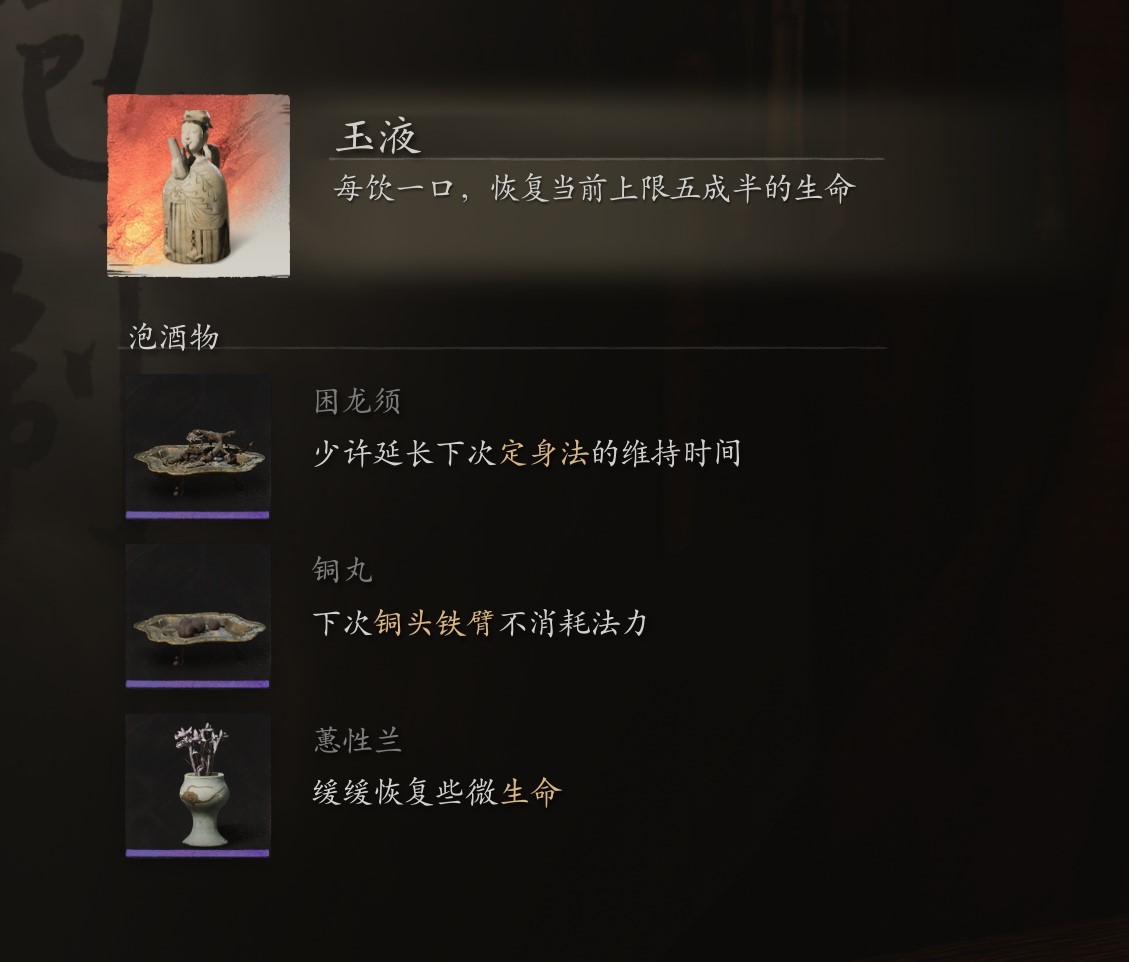 玉液
每饮一口，恢复当前上限五成半的生命
泡酒物
困龙须
少许延长下次定身法的维持时间
铜丸
下次铜头铁臂不消耗法力
蕙性兰
缓缓恢复些微生命